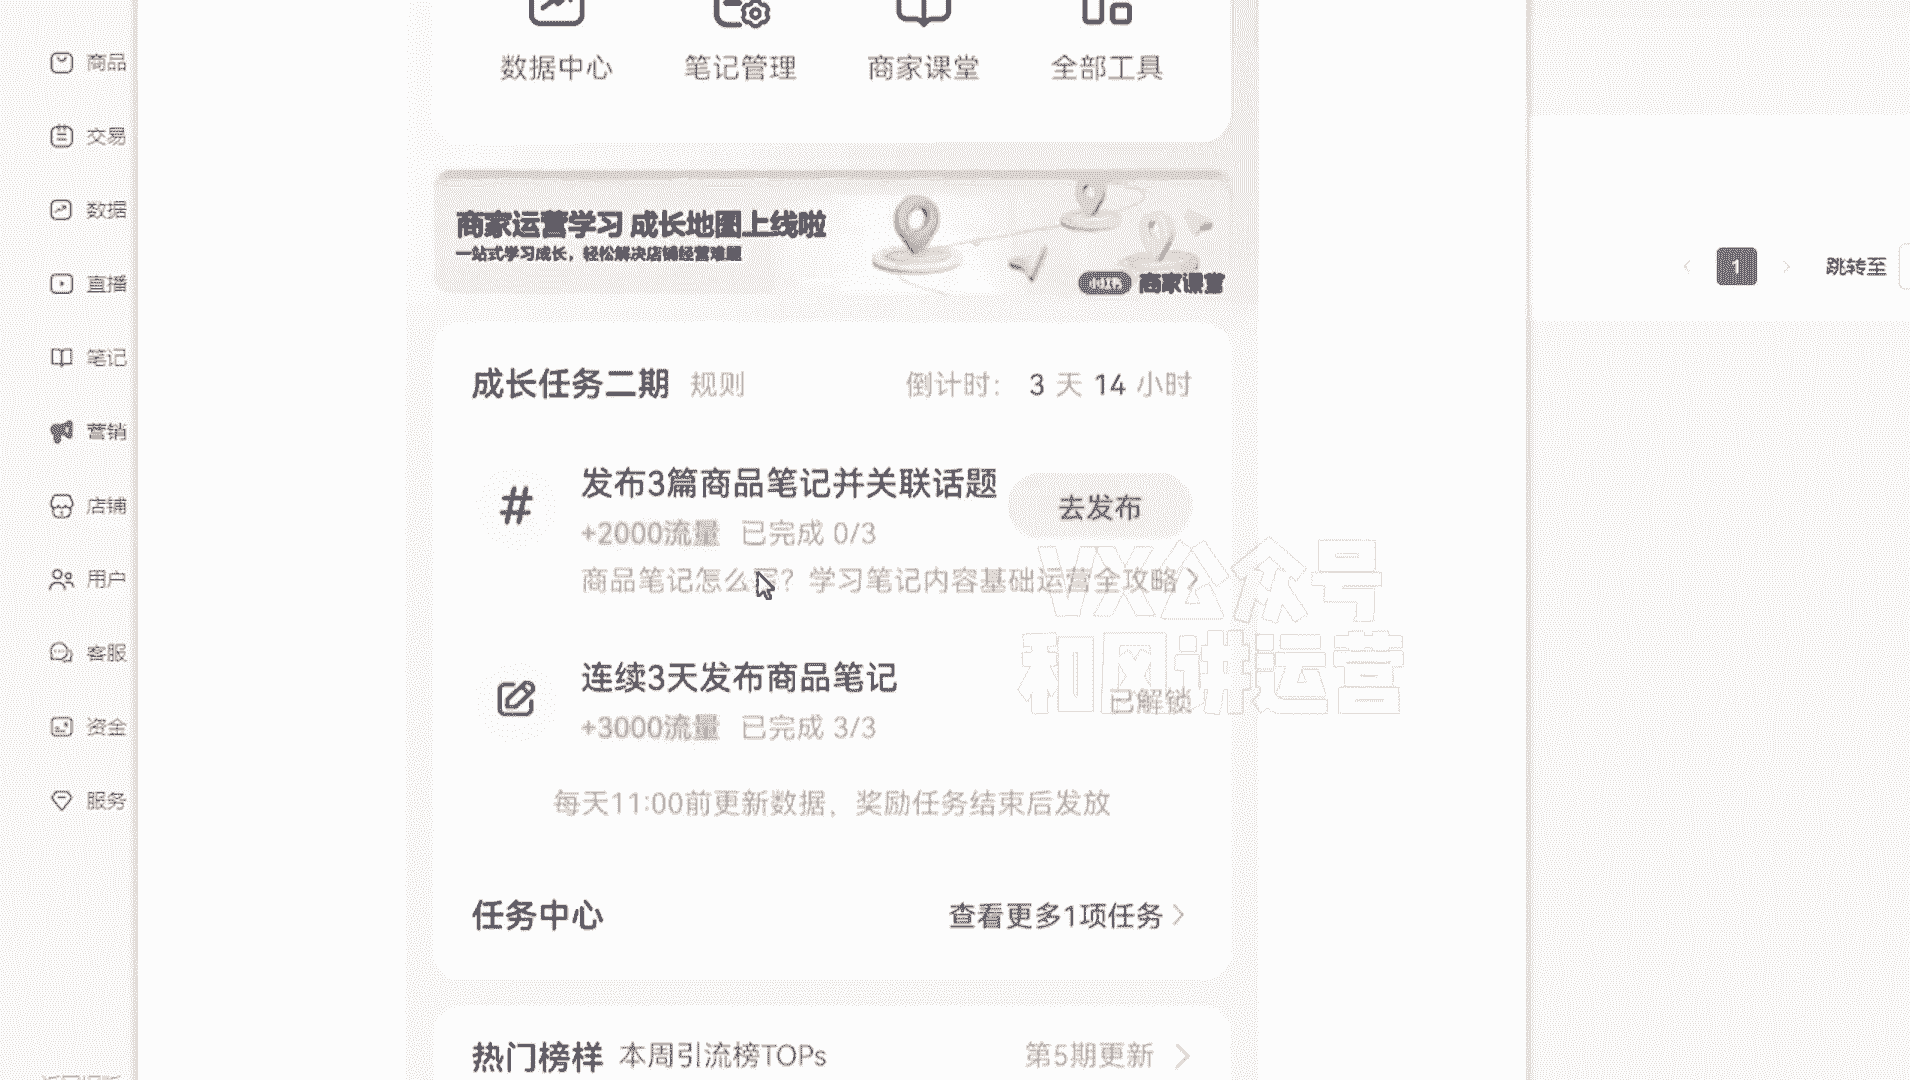 商品
交易
数据
直播
笔记
营销
店铺
用户
客服
资金
服务
数据中心
笔记管理
商家课堂
全部工具
商家运营学习 成长地图上线啦
一站式学习成长，轻松解决店铺经营难题
小红书 商家课堂
成长任务二期 规则
倒计时： 3 天 14 小时
发布3篇商品笔记并关联话题
去发布
+2000流量 已完成 0/3
商品笔记怎么写？学习笔记内容基础运营全攻略
连续3天发布商品笔记
已解锁
+3000流量 已完成 3/3
每天11:00前更新数据，奖励任务结束后发放
任务中心
查看更多1项任务
热门榜样 本周引流榜TOPs
第5期更新
VX公众号
和风讲运营
1
跳转至